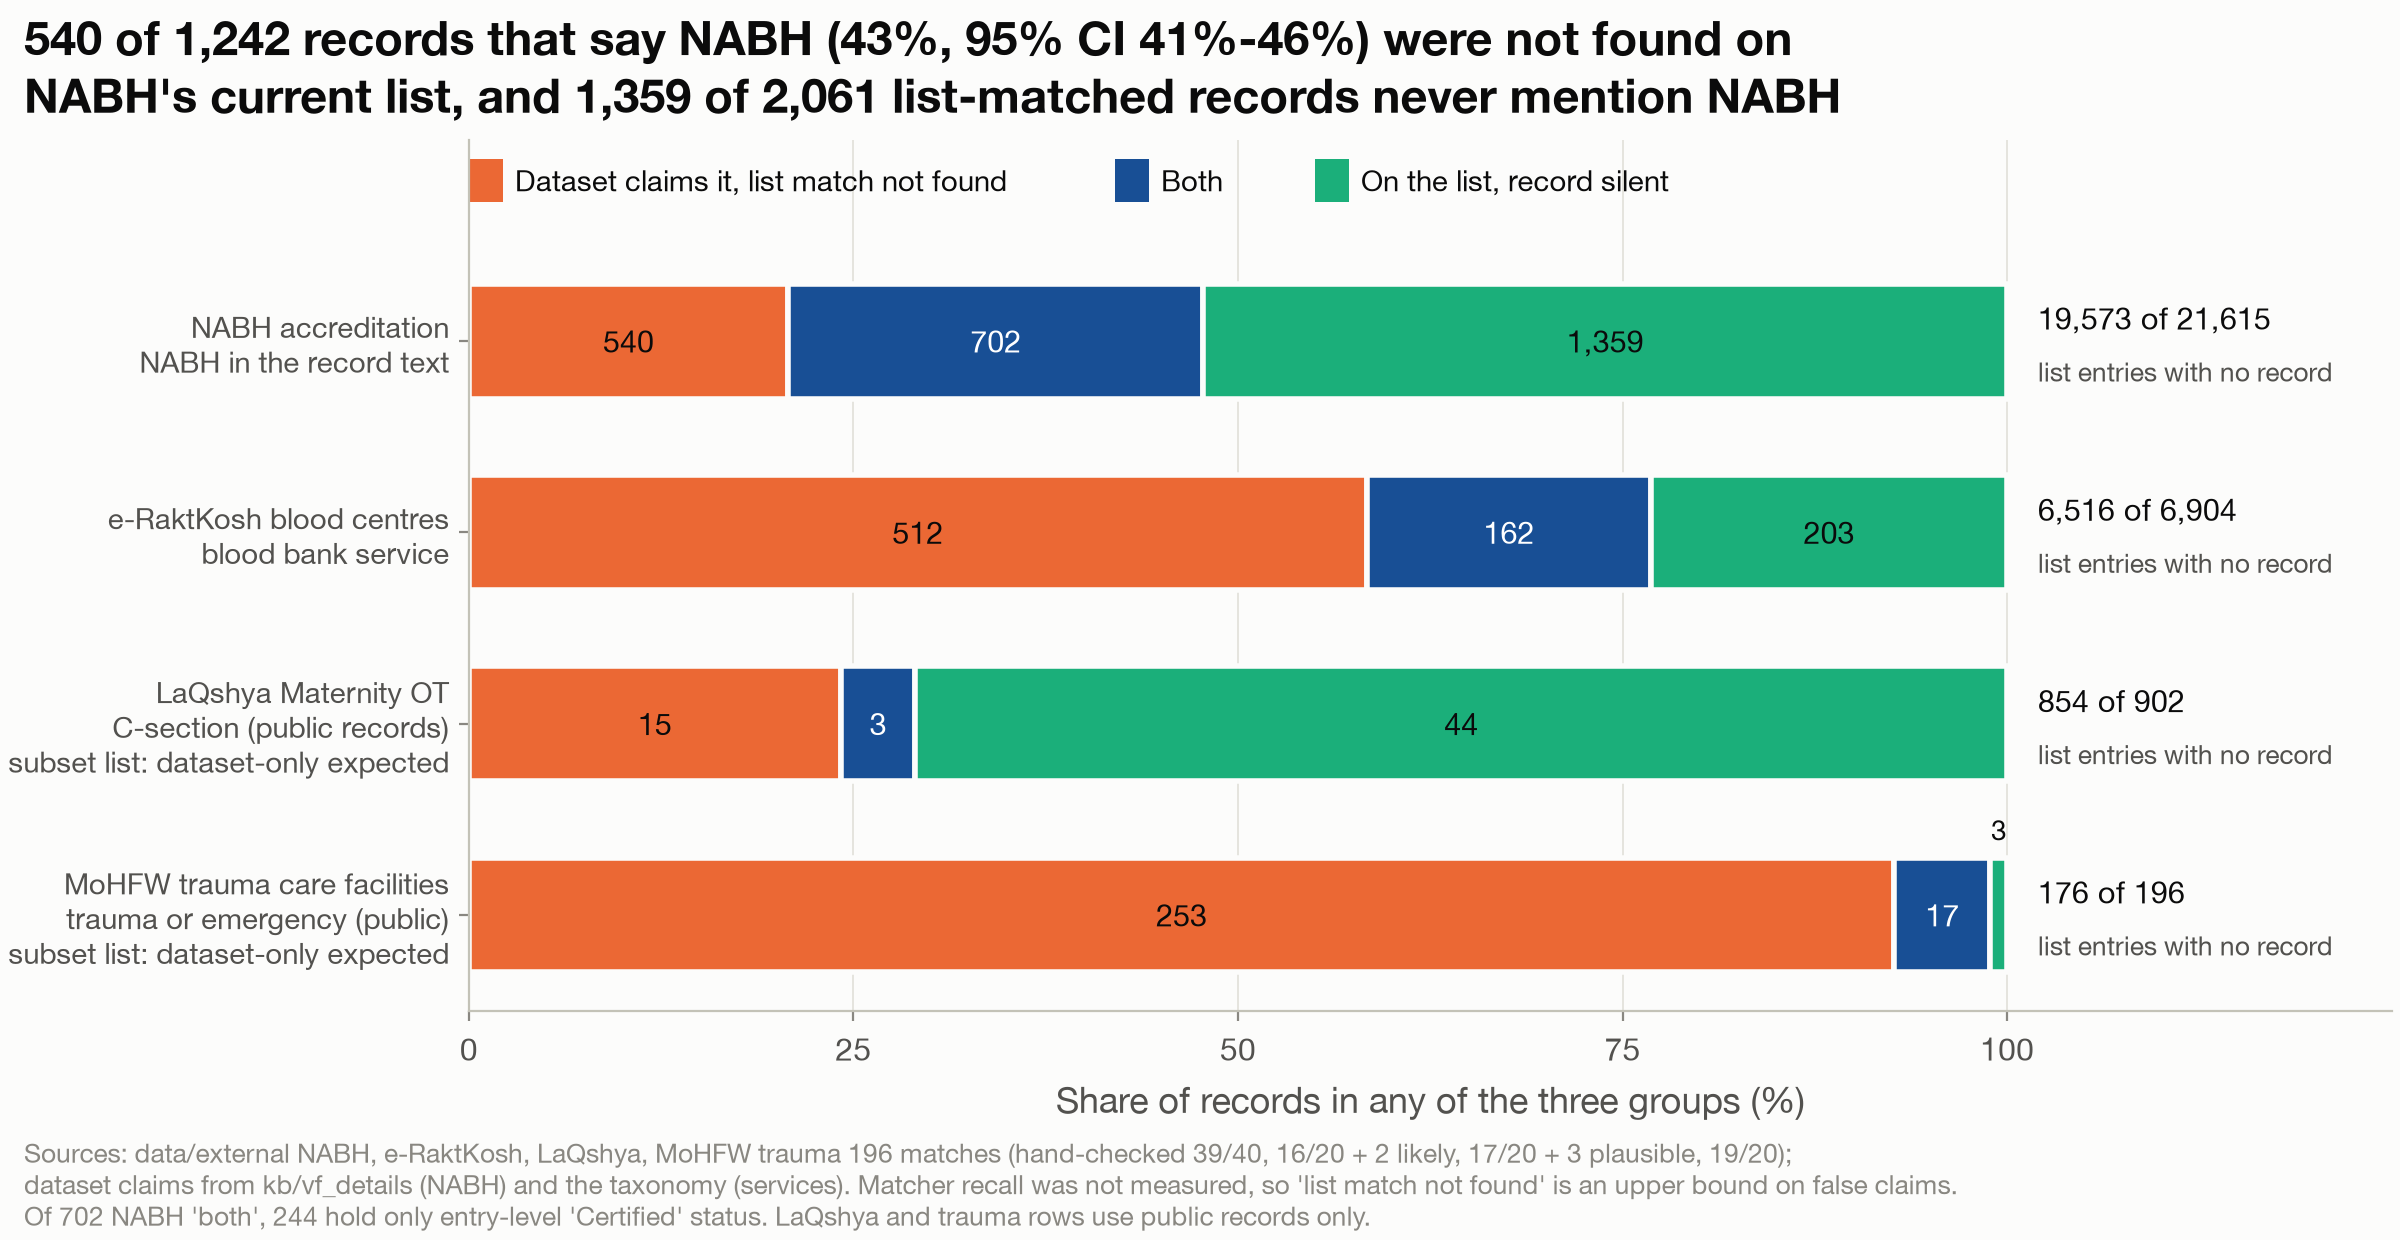 540 of 1,242 records that say NABH (43%, 95% CI 41%-46%) were not found on
NABH's current list, and 1,359 of 2,061 list-matched records never mention NABH
Dataset claims it, list match not found
Both
On the list, record silent
NABH accreditation
NABH in the record text
540
702
1,359
19,573 of 21,615
list entries with no record
e-RaktKosh blood centres
blood bank service
512
162
203
6,516 of 6,904
list entries with no record
LaQshya Maternity OT
C-section (public records)
subset list: dataset-only expected
15
3
44
854 of 902
list entries with no record
MoHFW trauma care facilities
trauma or emergency (public)
subset list: dataset-only expected
253
17
3
176 of 196
list entries with no record
0
25
50
75
100
Share of records in any of the three groups (%)
Sources: data/external NABH, e-RaktKosh, LaQshya, MoHFW trauma 196 matches (hand-checked 39/40, 16/20 + 2 likely, 17/20 + 3 plausible, 19/20);
dataset claims from kb/vf_details (NABH) and the taxonomy (services). Matcher recall was not measured, so 'list match not found' is an upper bound on false claims.
Of 702 NABH 'both', 244 hold only entry-level 'Certified' status. LaQshya and trauma rows use public records only.